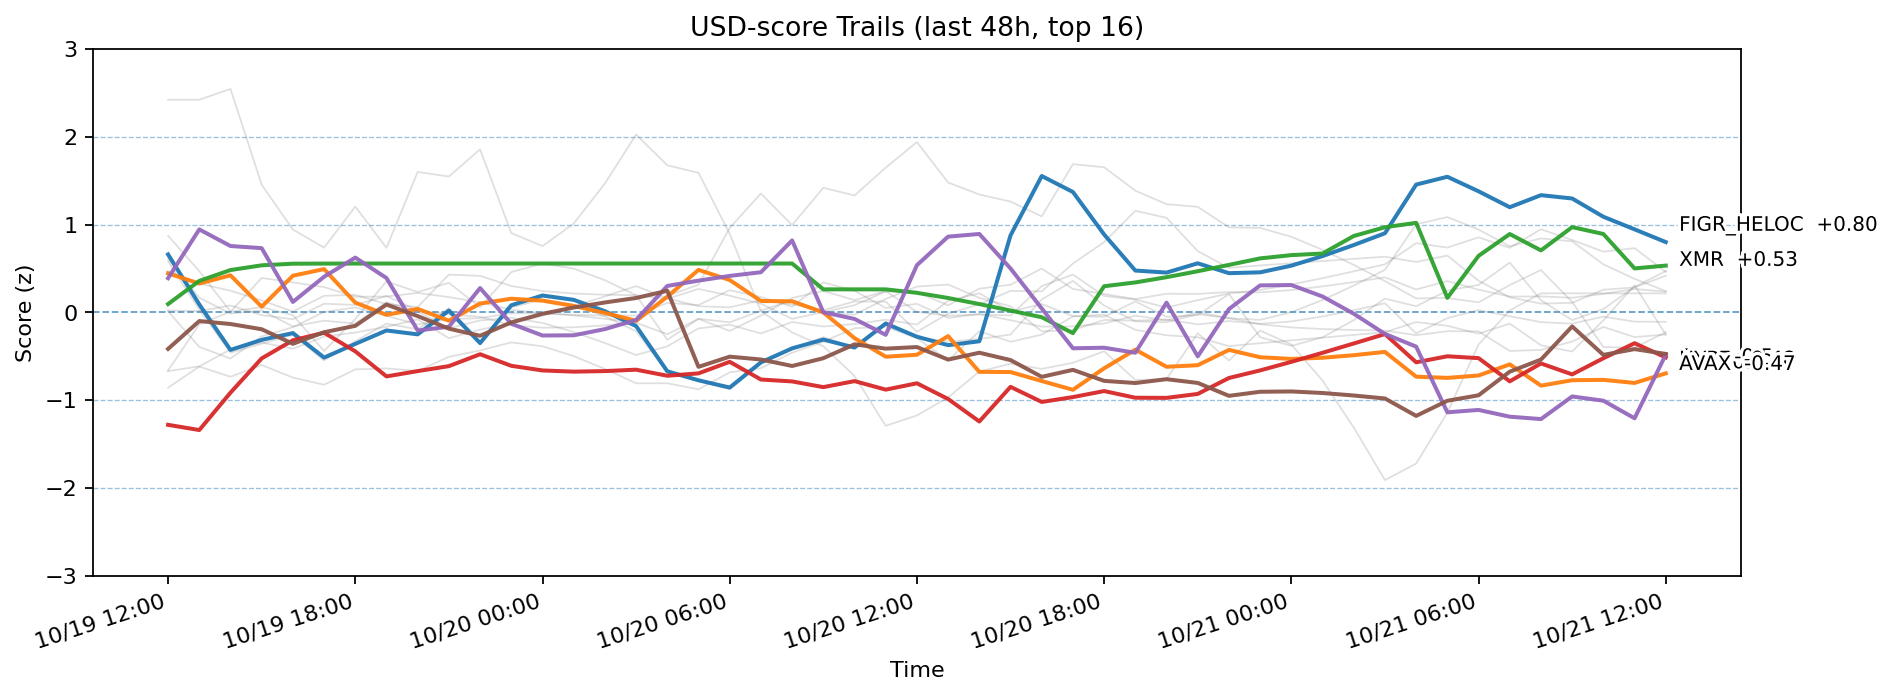 USD-score Trails (last 48h, top 16)
Score (z)
3
2
1
0
−1
−2
−3
FIGR_HELOC +0.80
XMR +0.53
AVAX -0.47
10/19 12:00
10/19 18:00
10/20 00:00
10/20 06:00
10/20 12:00
10/20 18:00
10/21 00:00
10/21 06:00
10/21 12:00
Time